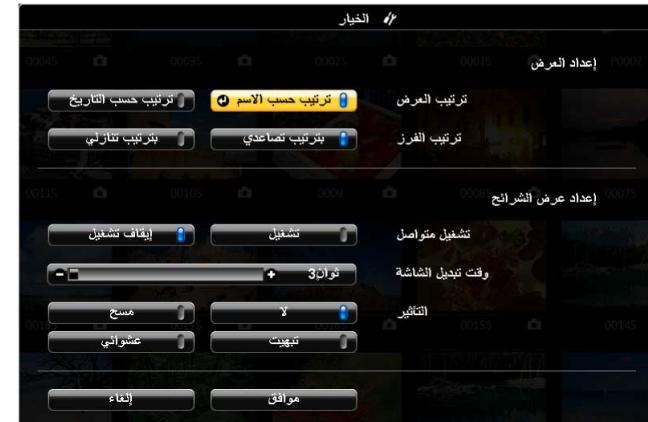 الخيار
إعداد العرض
ترتيب العرض ترتيب حسب الاسم ترتيب حسب التاريخ
ترتيب الفرز بترتيب تصاعدي بترتيب تنازلي
إعداد عرض الشرائح
تشغيل متواصل تشغيل إيقاف تشغيل
وقت تبديل الشاشة ثوانٍ3 + -
التأثير لا مسح
تبهيت عشوائي
موافق إلغاء